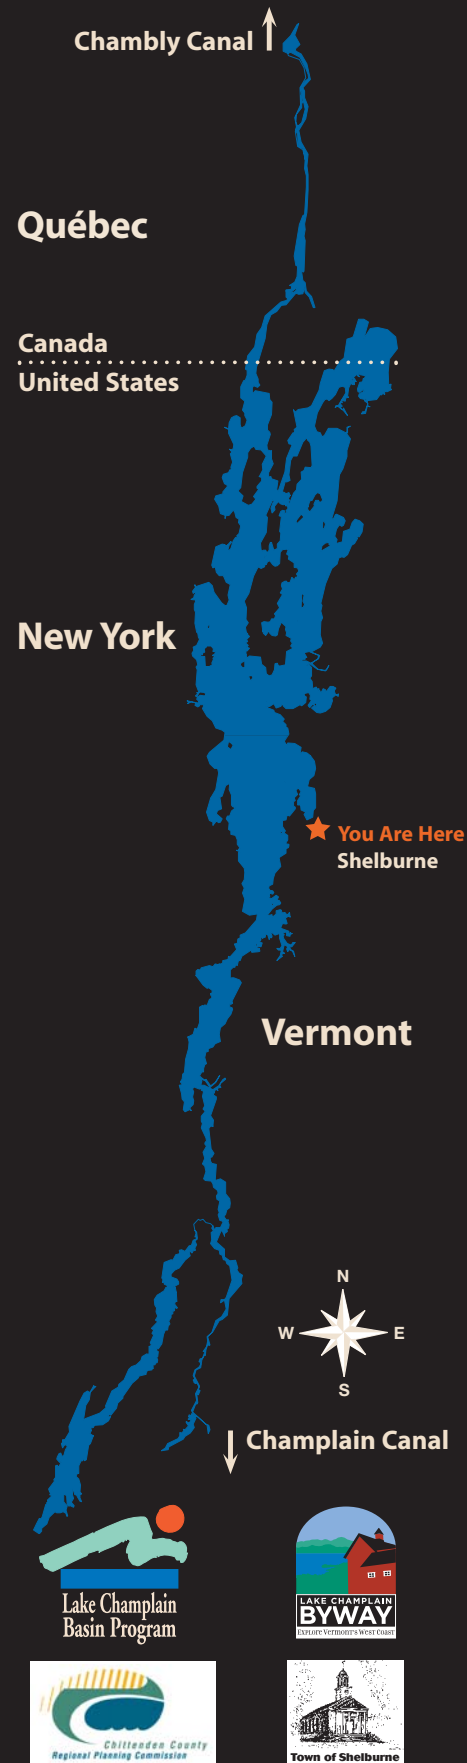 Chambly Canal
Québec
Canada
United States
New York
You Are Here
Shelburne
Vermont
N
W E
S
Champlain Canal
Lake Champlain
Basin Program
LAKE CHAMPLAIN
BYWAY
EXPLORE VERMONT'S WEST COAST
Chittenden County
Regional Planning Commission
Town of Shelburne